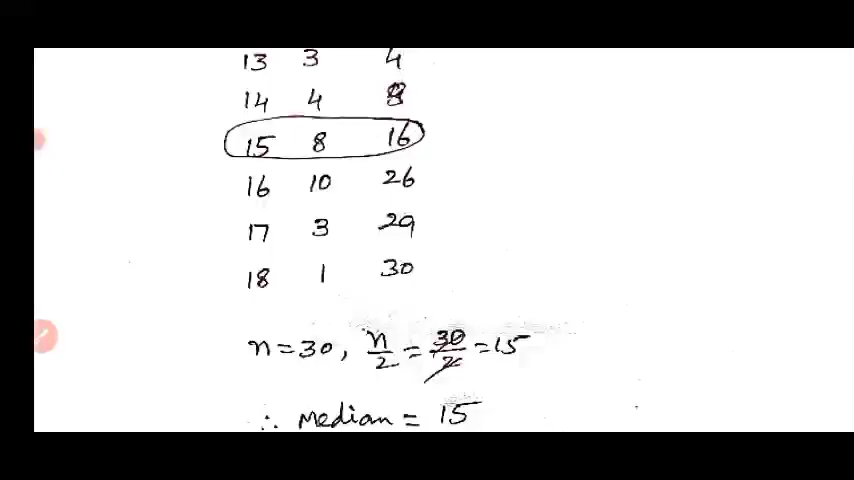 13 3 4
14 4 8
15 8 16
16 10 26
17 3 29
18 1 30
n = 30, n/2 = 30/2 = 15
∴ Median = 15